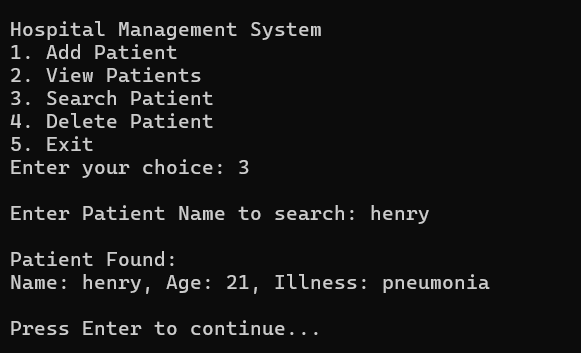 Hospital Management System
1. Add Patient
2. View Patients
3. Search Patient
4. Delete Patient
5. Exit
Enter your choice: 3
Enter Patient Name to search: henry
Patient Found:
Name: henry, Age: 21, Illness: pneumonia
Press Enter to continue...